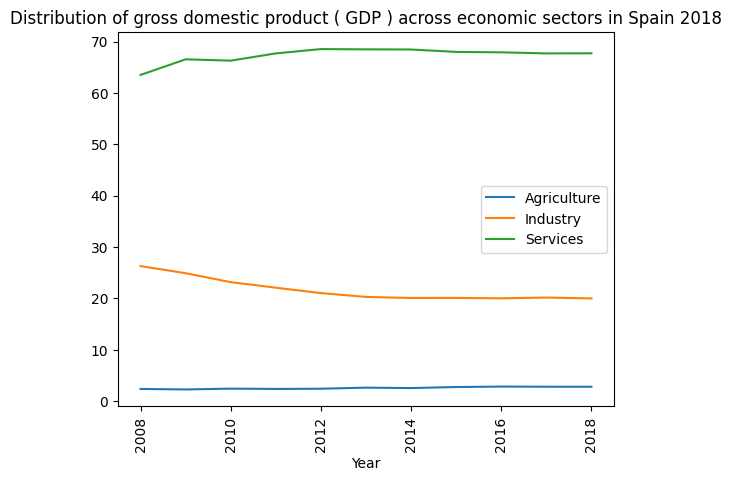 Distribution of gross domestic product ( GDP ) across economic sectors in Spain 2018
70
60
50
40
30
20
10
0
Agriculture
Industry
Services
2008
2010
2012
2014
2016
2018
Year